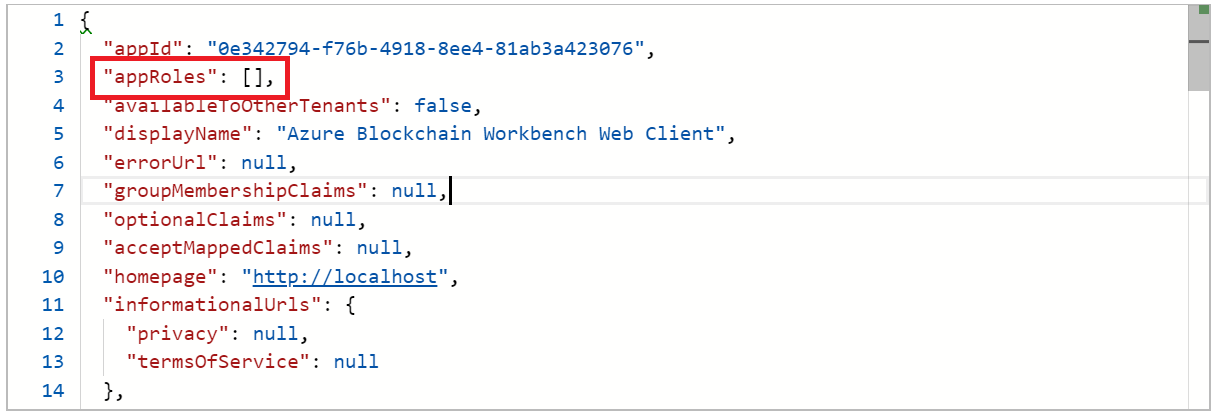 1 {
2 "appId": "0e342794-f76b-4918-8ee4-81ab3a423076",
3 "appRoles": [],
4 "availableToOtherTenants": false,
5 "displayName": "Azure Blockchain Workbench Web Client",
6 "errorUrl": null,
7 "groupMembershipClaims": null,
8 "optionalClaims": null,
9 "acceptMappedClaims": null,
10 "homepage": "http://localhost",
11 "informationalUrls": {
12 "privacy": null,
13 "termsOfService": null
14 },